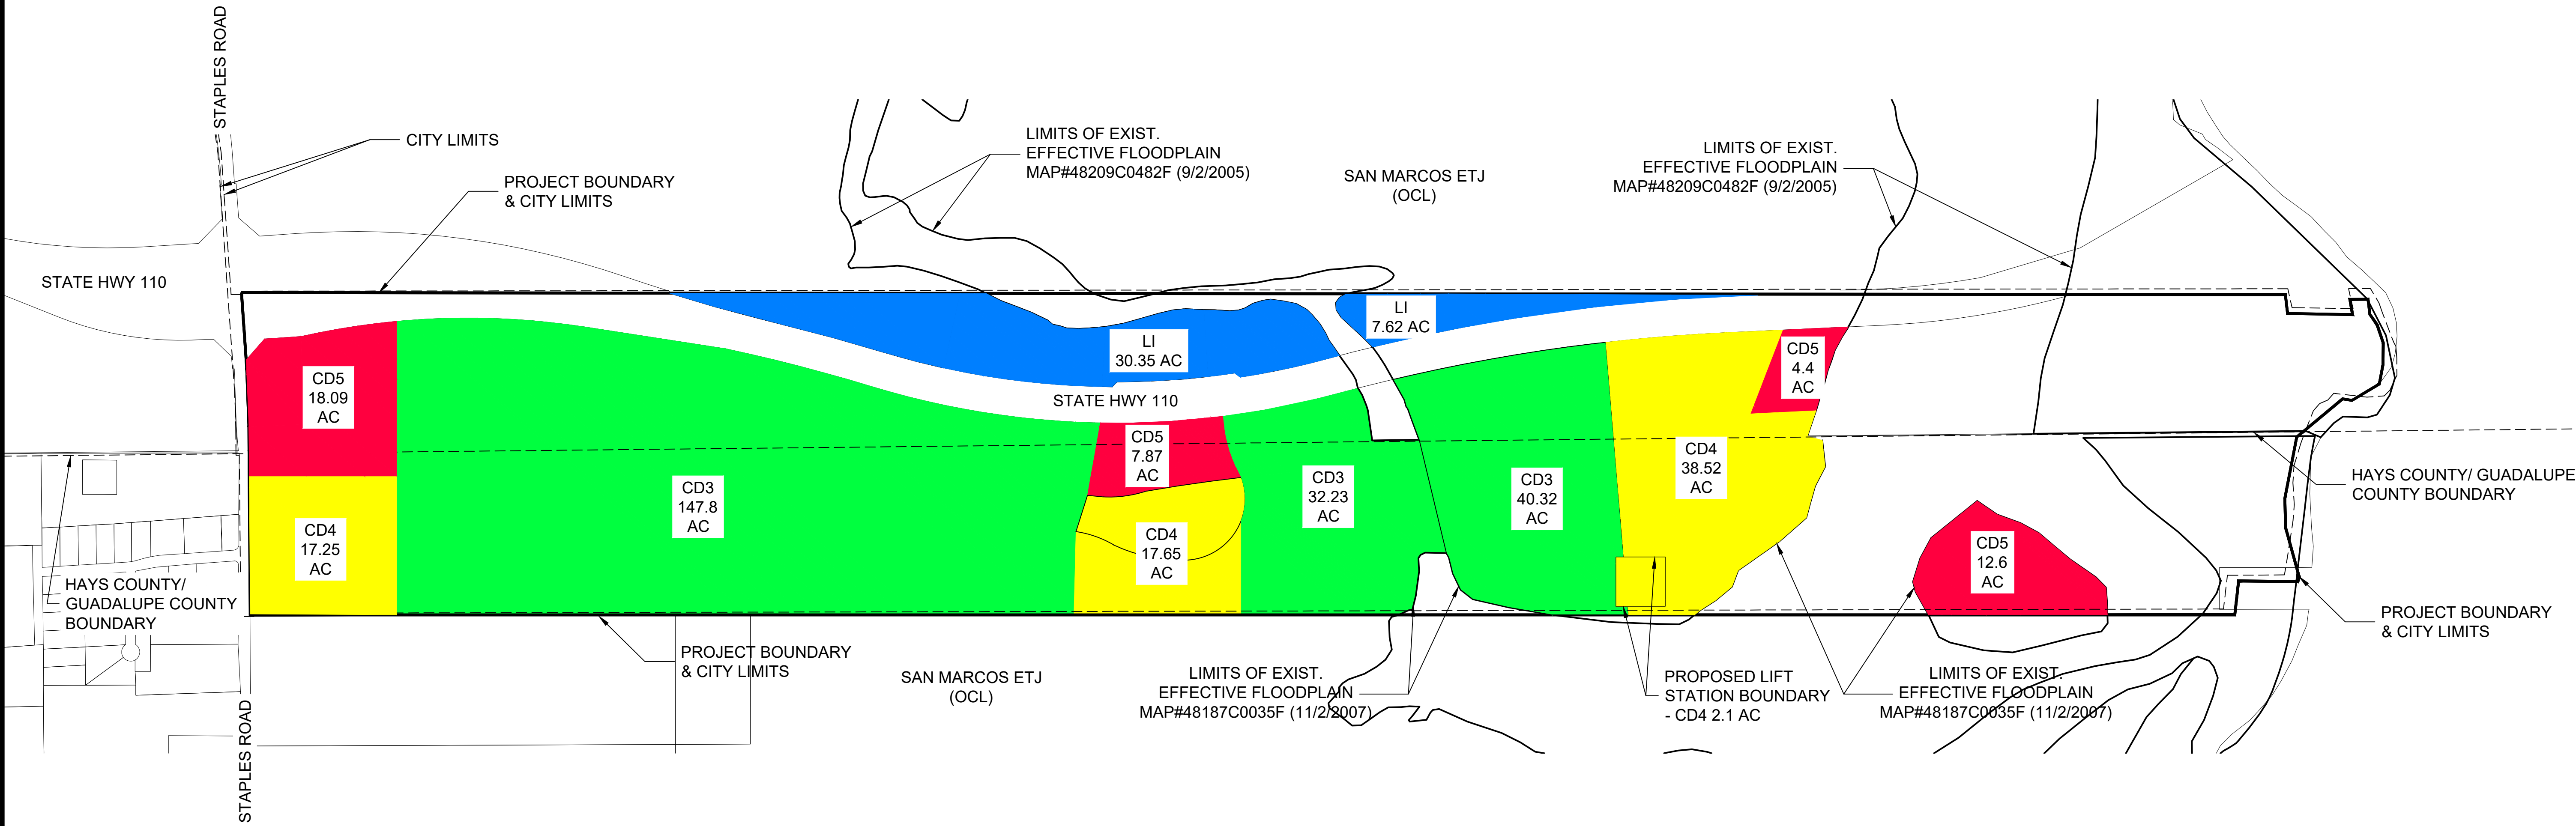 STAPLES ROAD
CITY LIMITS
PROJECT BOUNDARY
& CITY LIMITS
LIMITS OF EXIST.
EFFECTIVE FLOODPLAIN
MAP#48209C0482F (9/2/2005)
SAN MARCOS ETJ
(OCL)
LIMITS OF EXIST.
EFFECTIVE FLOODPLAIN
MAP#48209C0482F (9/2/2005)
STATE HWY 110
LI
7.62 AC
LI
30.35 AC
CD5
18.09
AC
STATE HWY 110
CD5
4.4
AC
CD5
7.87
AC
CD4
38.52
AC
CD3
147.8
AC
CD3
32.23
AC
CD3
40.32
AC
HAYS COUNTY/ GUADALUPE
COUNTY BOUNDARY
CD4
17.25
AC
CD4
17.65
AC
CD5
12.6
AC
HAYS COUNTY/
GUADALUPE COUNTY
BOUNDARY
PROJECT BOUNDARY
& CITY LIMITS
PROJECT BOUNDARY
& CITY LIMITS
SAN MARCOS ETJ
(OCL)
LIMITS OF EXIST.
EFFECTIVE FLOODPLAIN
MAP#48187C0035F (11/2/2007)
PROPOSED LIFT
STATION BOUNDARY
- CD4 2.1 AC
LIMITS OF EXIST.
EFFECTIVE FLOODPLAIN
MAP#48187C0035F (11/2/2007)
STAPLES ROAD